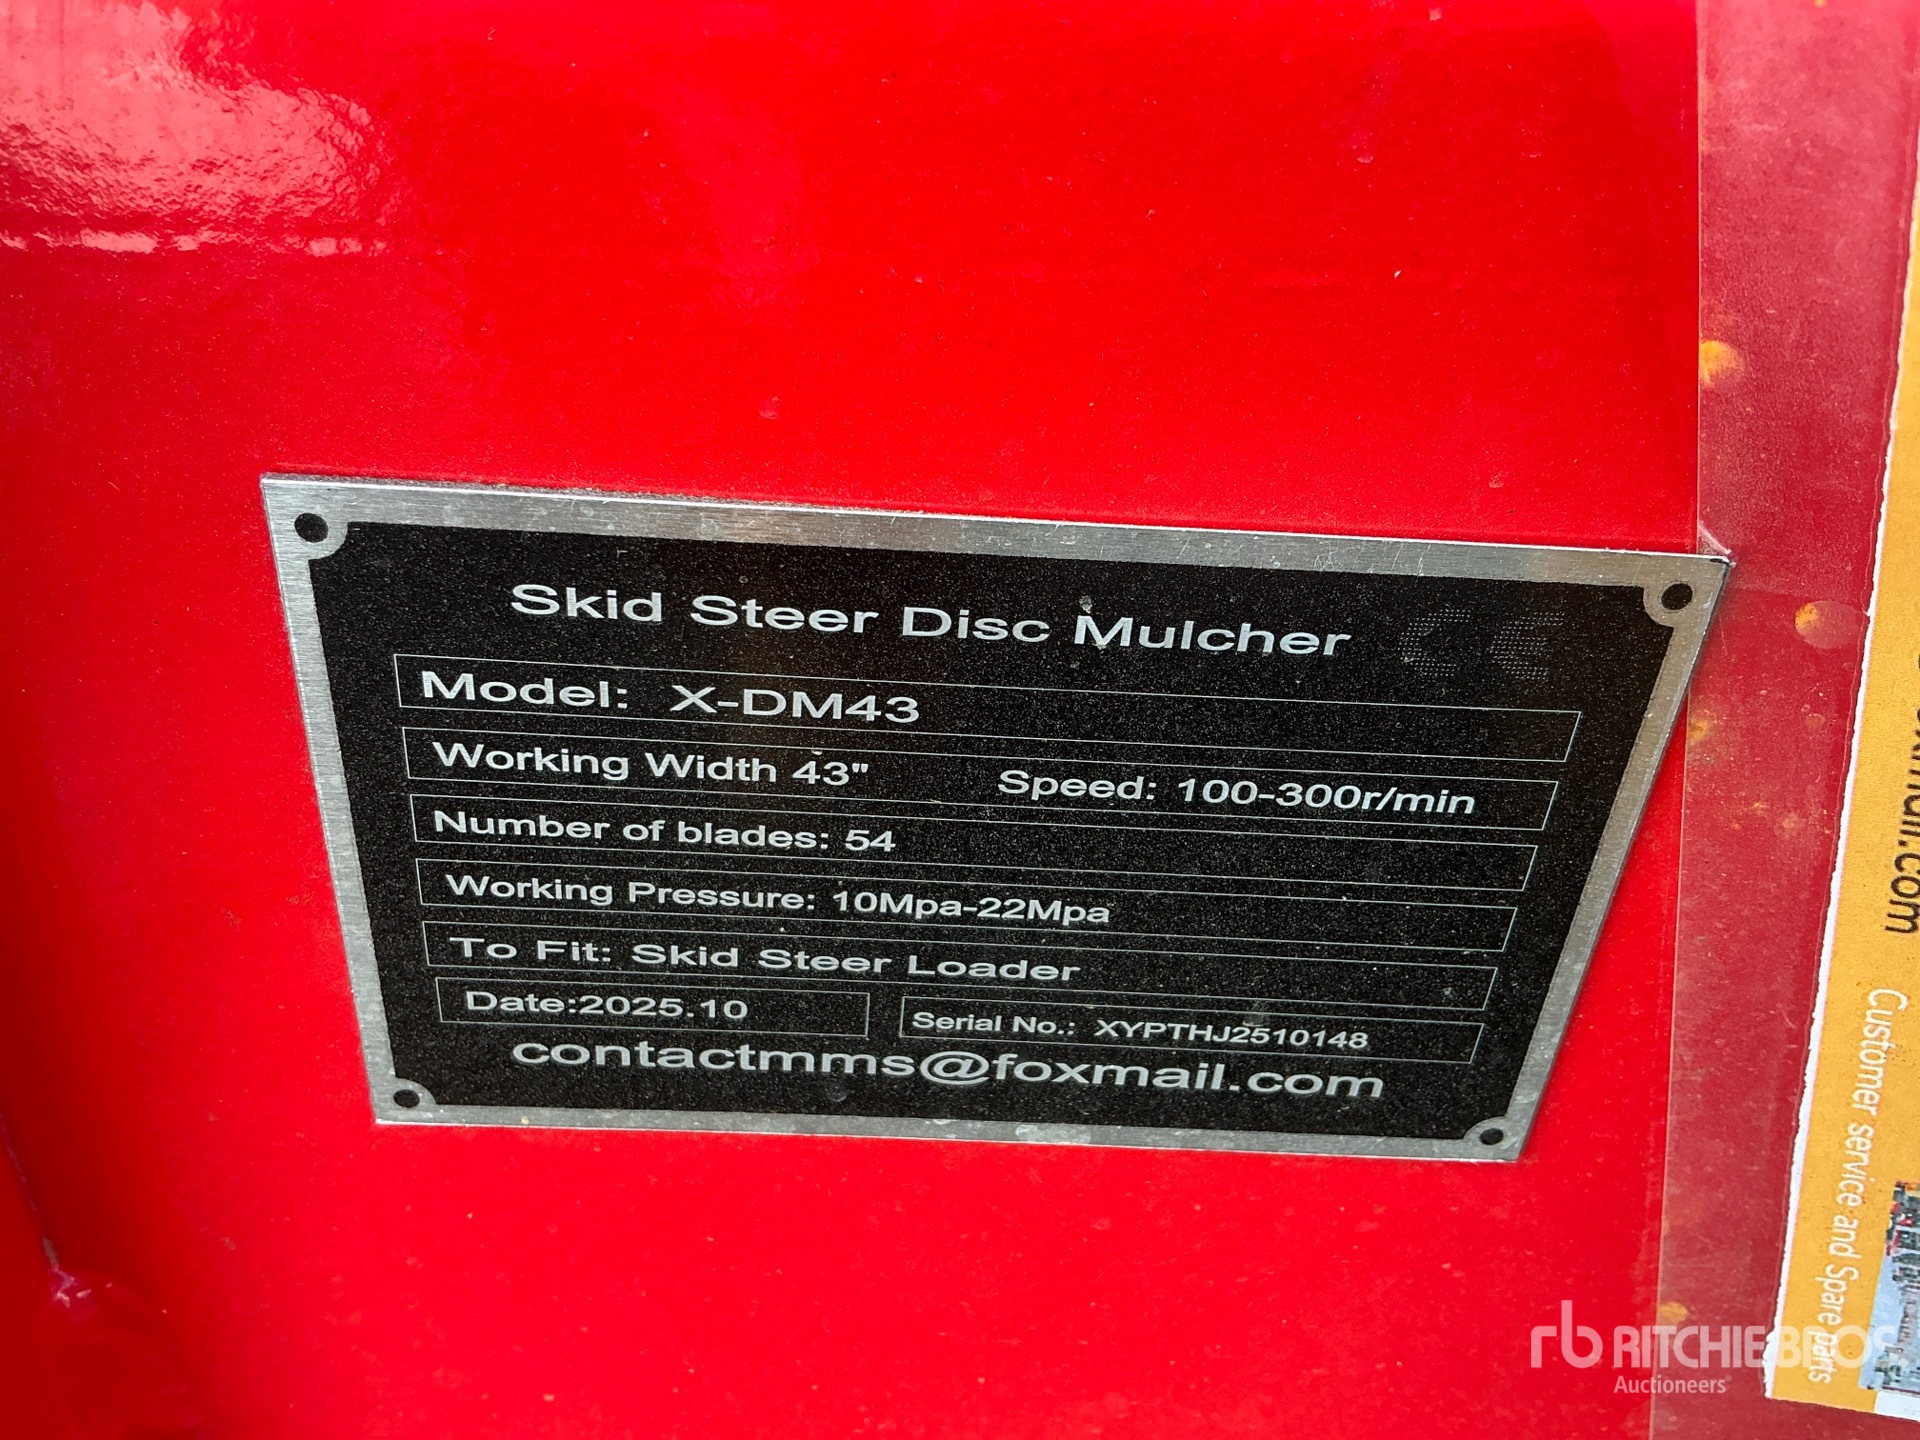 Skid Steer Disc Mulcher CE
Model: X-DM43
Working Width 43" Speed: 100-300r/min
Number of blades: 54
Working Pressure: 10Mpa-22Mpa
To Fit: Skid Steer Loader
Date:2025.10 Serial No.: XYPTHJ2510148
contactmms@foxmail.com
Customer service and Spare parts
rb RITCHIE BROS
Auctioneers